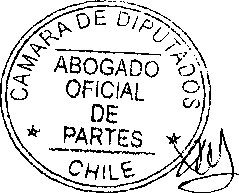 CAMARA DE DIPUTADOS
ABOGADO
OFICIAL
DE
PARTES
CHILE